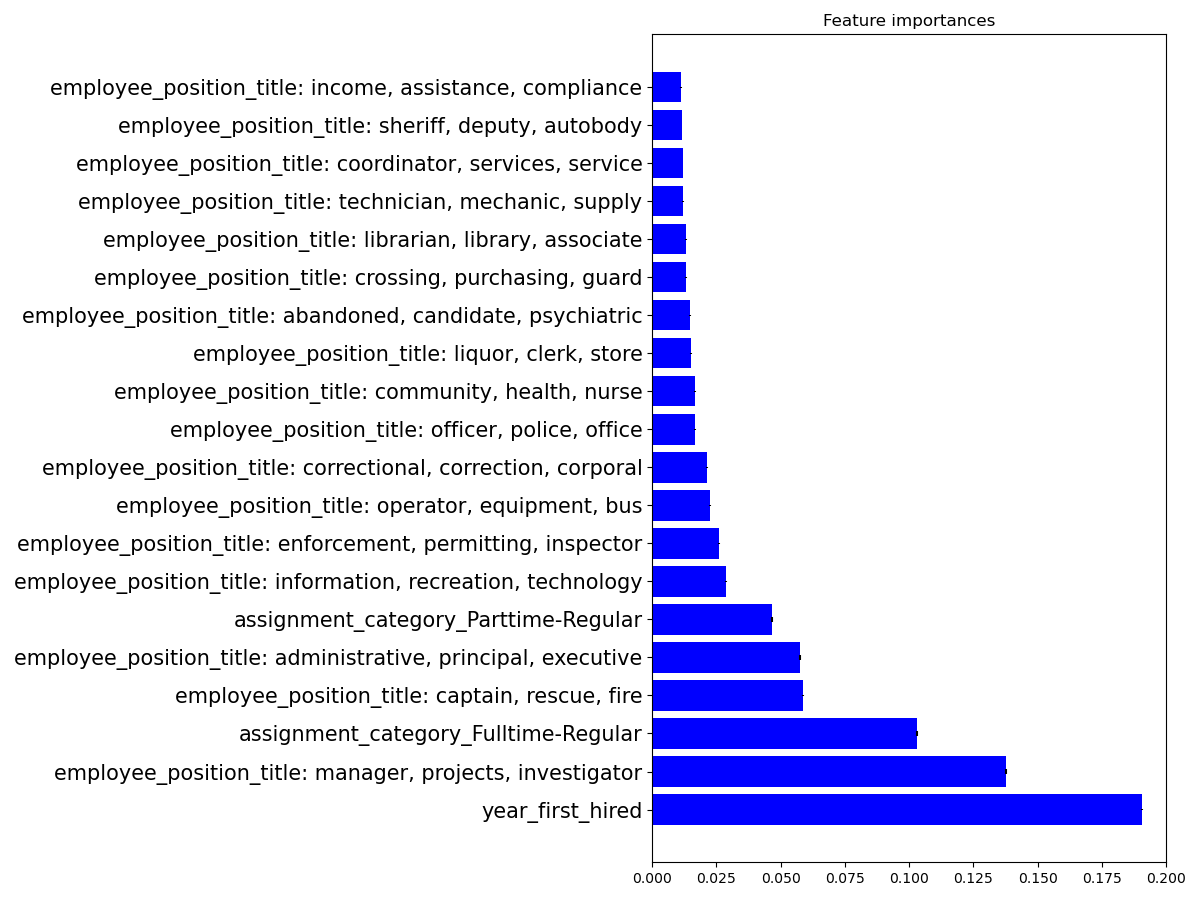 Feature importances
employee_position_title: income, assistance, compliance
employee_position_title: sheriff, deputy, autobody
employee_position_title: coordinator, services, service
employee_position_title: technician, mechanic, supply
employee_position_title: librarian, library, associate
employee_position_title: crossing, purchasing, guard
employee_position_title: abandoned, candidate, psychiatric
employee_position_title: liquor, clerk, store
employee_position_title: community, health, nurse
employee_position_title: officer, police, office
employee_position_title: correctional, correction, corporal
employee_position_title: operator, equipment, bus
employee_position_title: enforcement, permitting, inspector
employee_position_title: information, recreation, technology
assignment_category_Parttime-Regular
employee_position_title: administrative, principal, executive
employee_position_title: captain, rescue, fire
assignment_category_Fulltime-Regular
employee_position_title: manager, projects, investigator
year_first_hired
0.000 0.025 0.050 0.075 0.100 0.125 0.150 0.175 0.200